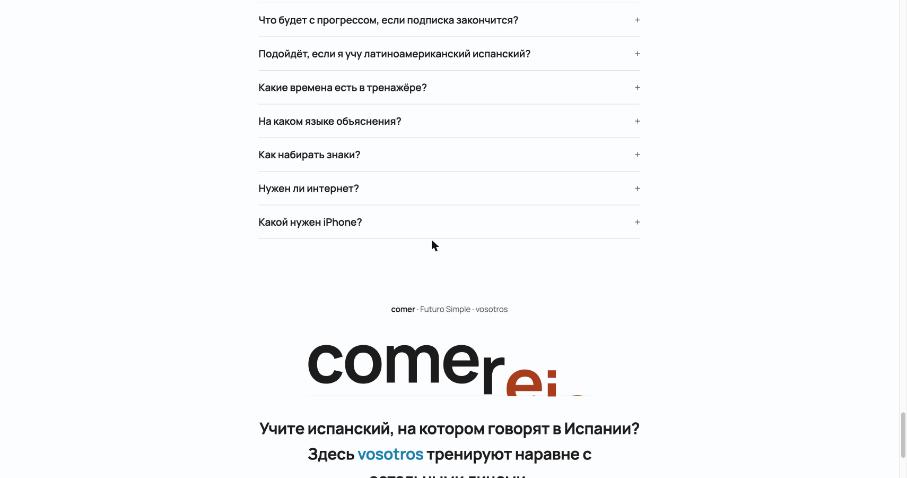 Что будет с прогрессом, если подписка закончится? +
Подойдёт, если я учу латиноамериканский испанский? +
Какие времена есть в тренажёре? +
На каком языке объяснения? +
Как набирать знаки? +
Нужен ли интернет? +
Какой нужен iPhone? +
comer · Futuro Simple · vosotros
comer
Учите испанский, на котором говорят в Испании?
Здесь vosotros тренируют наравне с